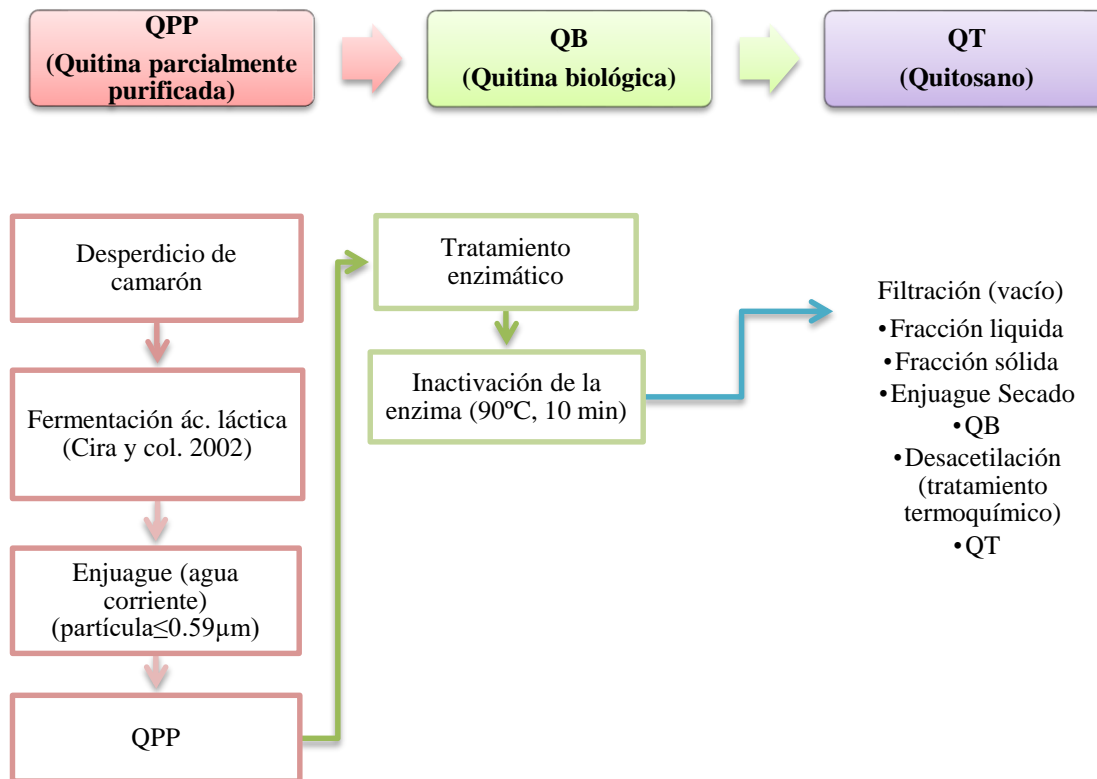 QPP
(Quitina parcialmente
purificada)
QB
(Quitina biológica)
QT
(Quitosano)
Desperdicio de
camarón
Fermentación ác. láctica
(Cira y col. 2002)
Enjuague (agua
corriente)
(partícula≤0.59µm)
QPP
Tratamiento
enzimático
Inactivación de la
enzima (90ºC, 10 min)
Filtración (vacío)
•Fracción liquida
•Fracción sólida
•Enjuague Secado
•QB
•Desacetilación
(tratamiento
termoquímico)
•QT